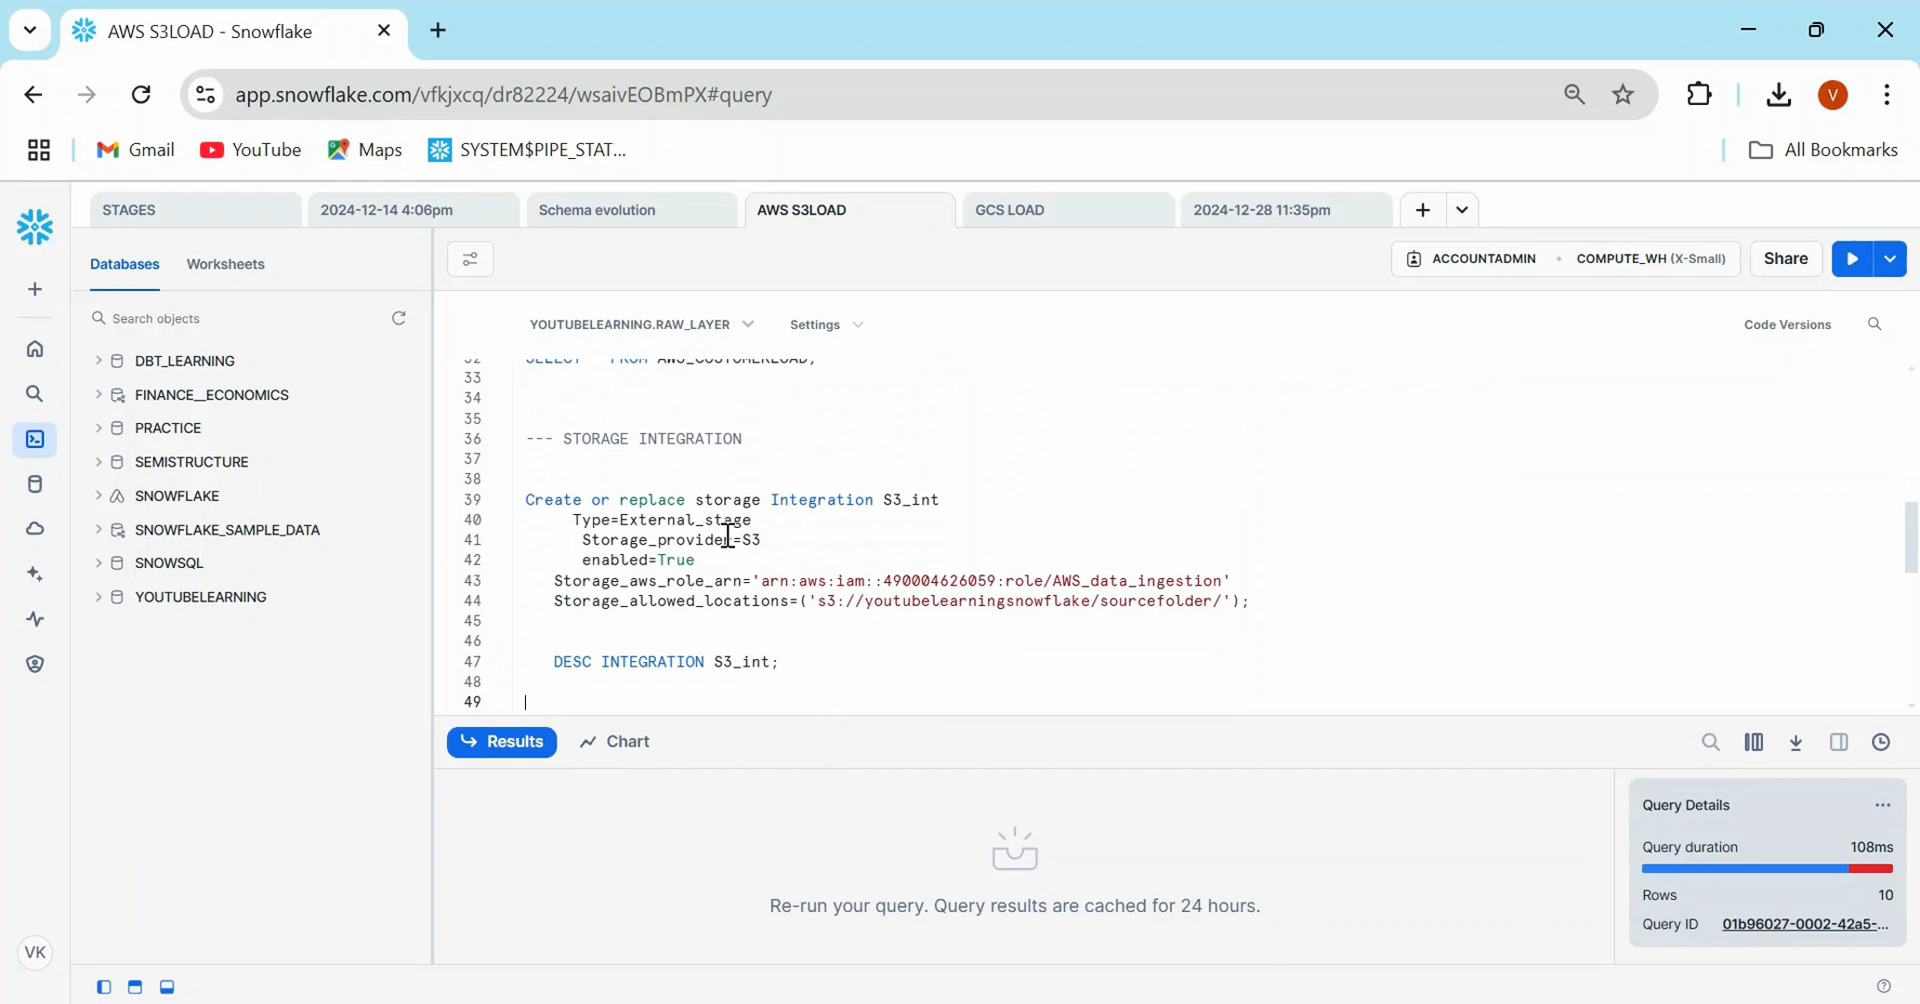 AWS S3LOAD - Snowflake
app.snowflake.com/vfkjxcq/dr82224/wsaivEOBmPX#query
V
Gmail
YouTube
Maps
SYSTEM$PIPE_STAT...
All Bookmarks
STAGES
2024-12-14 4:06pm
Schema evolution
AWS S3LOAD
GCS LOAD
2024-12-28 11:35pm
Databases
Worksheets
ACCOUNTADMIN
COMPUTE_WH (X-Small)
Share
Search objects
YOUTUBELEARNING.RAW_LAYER
Settings
Code Versions
DBT_LEARNING
FINANCE__ECONOMICS
PRACTICE
SEMISTRUCTURE
SNOWFLAKE
SNOWFLAKE_SAMPLE_DATA
SNOWSQL
YOUTUBELEARNING
32 SELECT * FROM AWS_CUSTOMERLOAD;
33
34
35
36 --- STORAGE INTEGRATION
37
38
39 Create or replace storage Integration S3_int
40 Type=External_stage
41 Storage_provider=S3
42 enabled=True
43 Storage_aws_role_arn='arn:aws:iam::490004626059:role/AWS_data_ingestion'
44 Storage_allowed_locations=('s3://youtubelearningsnowflake/sourcefolder/');
45
46
47 DESC INTEGRATION S3_int;
48
49
Results
Chart
Re-run your query. Query results are cached for 24 hours.
Query Details
...
Query duration 108ms
Rows 10
Query ID 01b96027-0002-42a5-...
VK